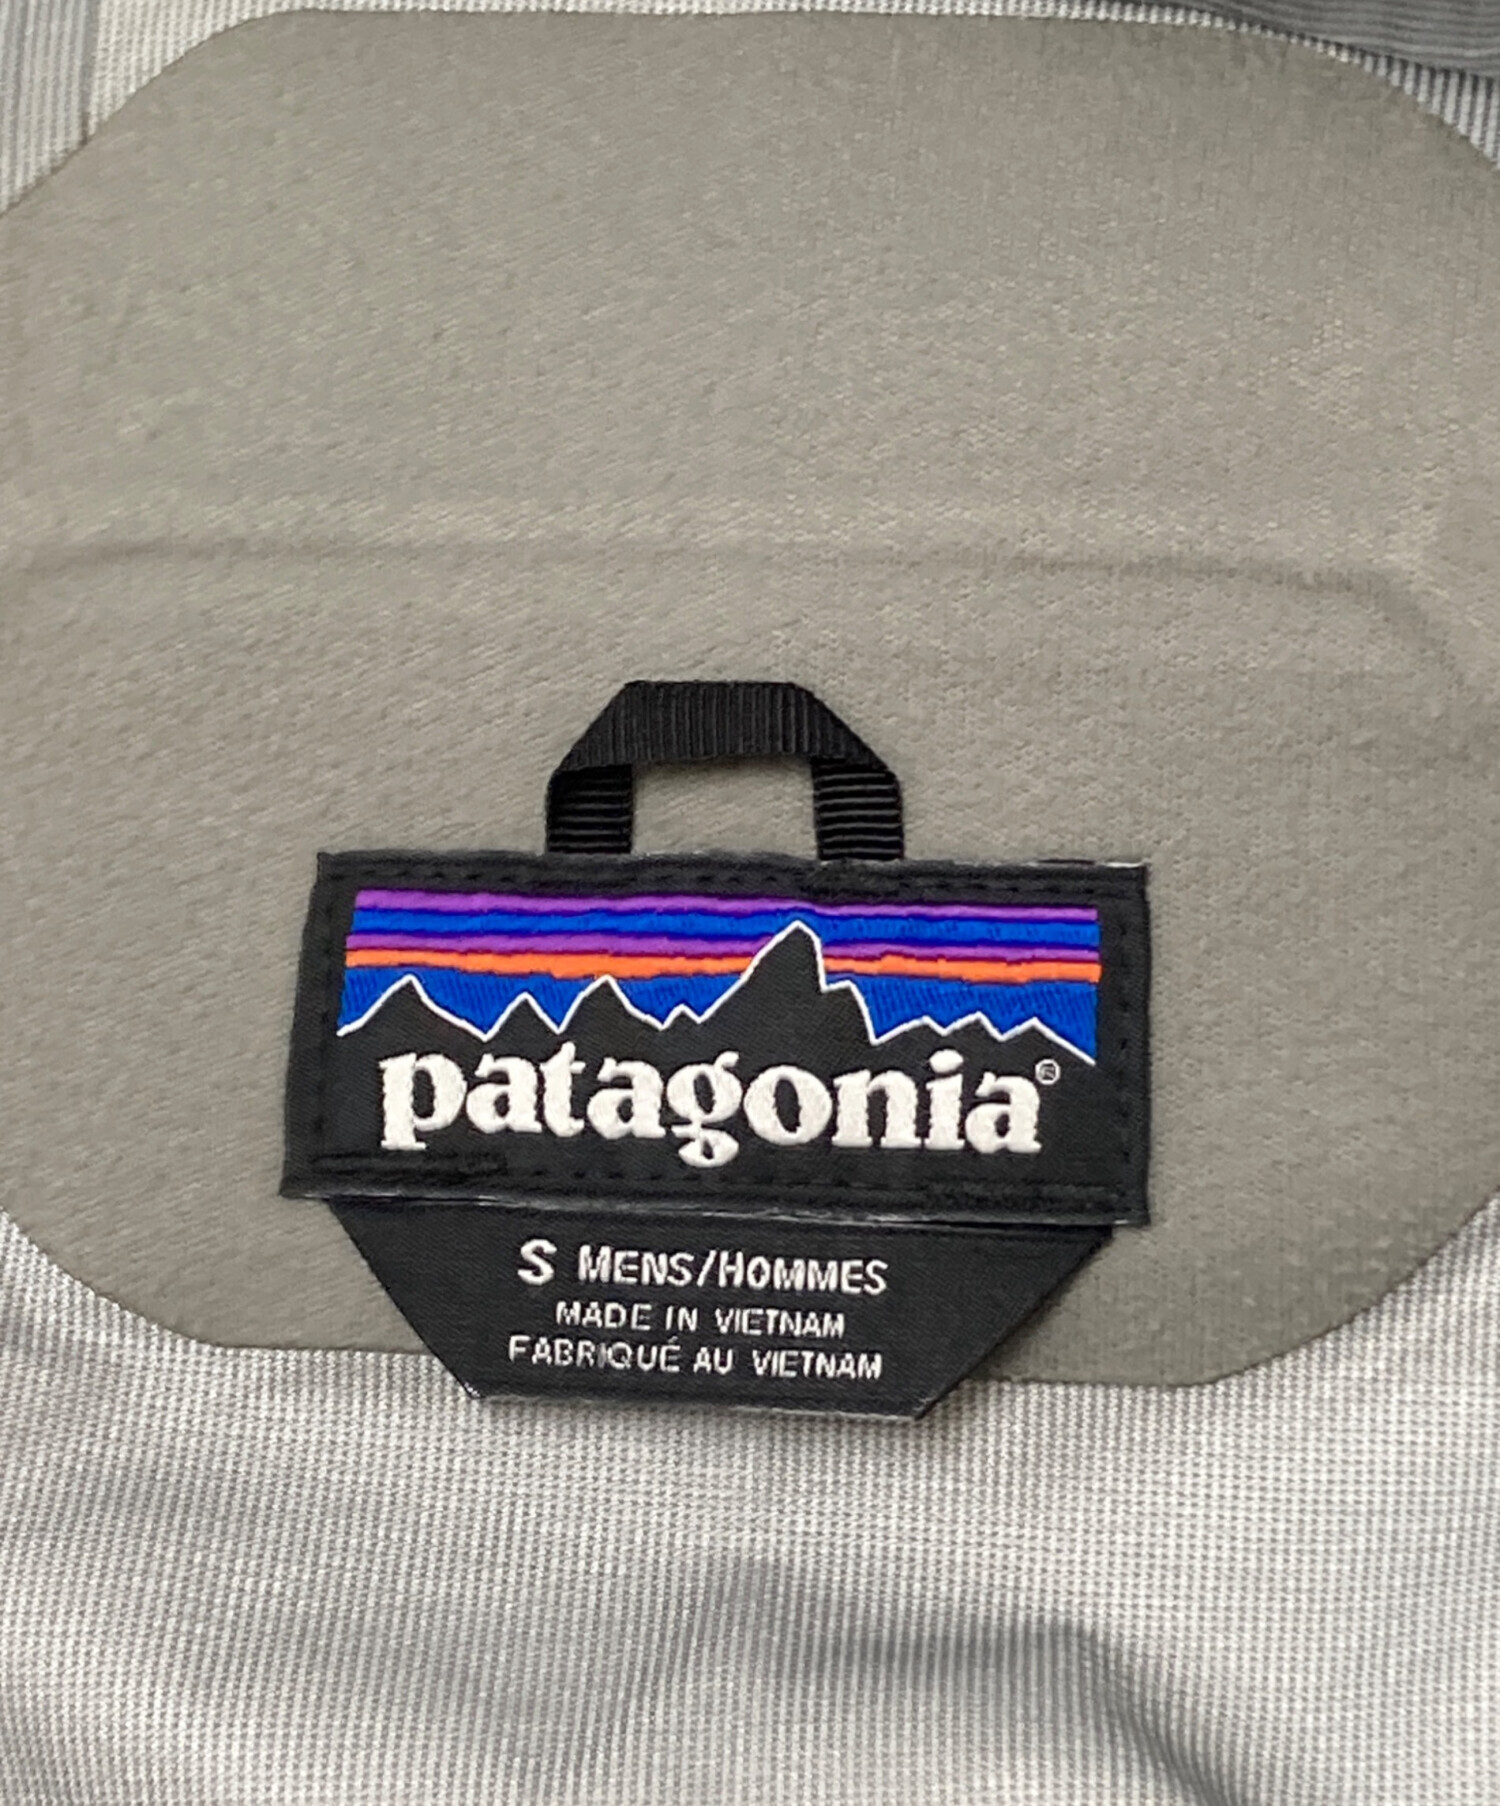 patagonia®
S MENS/HOMMES
MADE IN VIETNAM
FABRIQUÉ AU VIETNAM